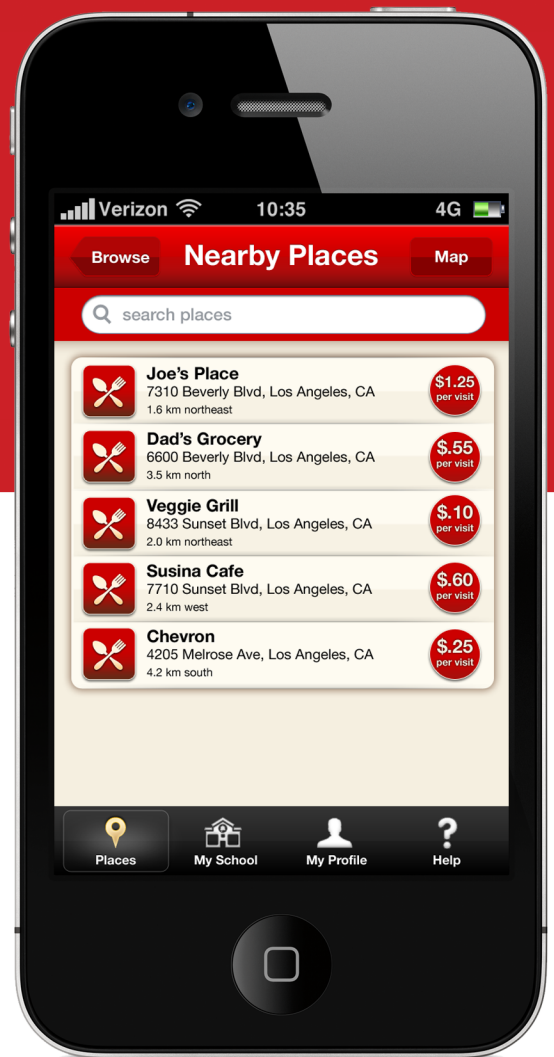 Verizon 10:35 4G
Browse Nearby Places Map
search places
Joe's Place
7310 Beverly Blvd, Los Angeles, CA
1.6 km northeast
$1.25
per visit
Dad's Grocery
6600 Beverly Blvd, Los Angeles, CA
3.5 km north
$.55
per visit
Veggie Grill
8433 Sunset Blvd, Los Angeles, CA
2.0 km northeast
$.10
per visit
Susina Cafe
7710 Sunset Blvd, Los Angeles, CA
2.4 km west
$.60
per visit
Chevron
4205 Melrose Ave, Los Angeles, CA
4.2 km south
$.25
per visit
Places My School My Profile Help